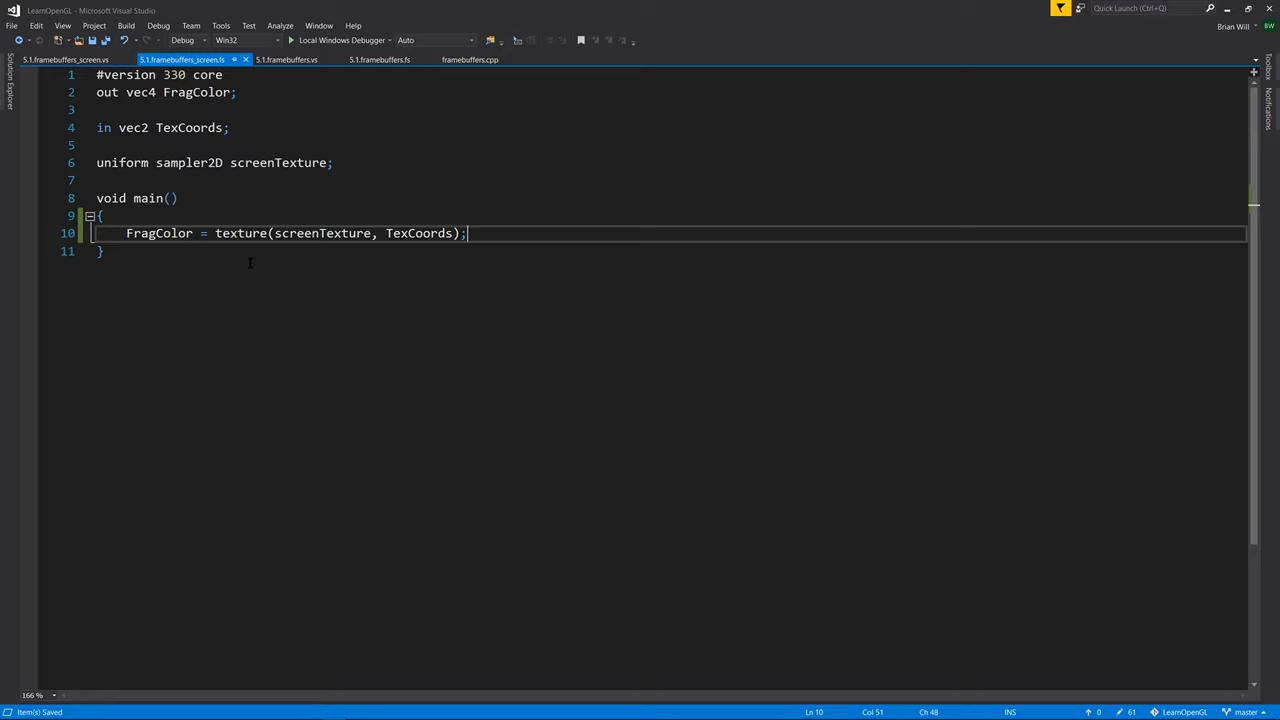 LearnOpenGL - Microsoft Visual Studio
Quick Launch (Ctrl+Q)
File Edit View Project Build Debug Team Tools Test Analyze Window Help
Brian Will BW
Debug Win32 Local Windows Debugger Auto
5.1.framebuffers_screen.vs 5.1.framebuffers_screen.fs 5.1.framebuffers.vs 5.1.framebuffers.fs framebuffers.cpp
Solution Explorer
Toolbox
Notifications
1 #version 330 core
2 out vec4 FragColor;
3
4 in vec2 TexCoords;
5
6 uniform sampler2D screenTexture;
7
8 void main()
9 {
10 FragColor = texture(screenTexture, TexCoords);
11 }
166 %
Item(s) Saved Ln 10 Col 51 Ch 48 INS 0 61 LearnOpenGL master